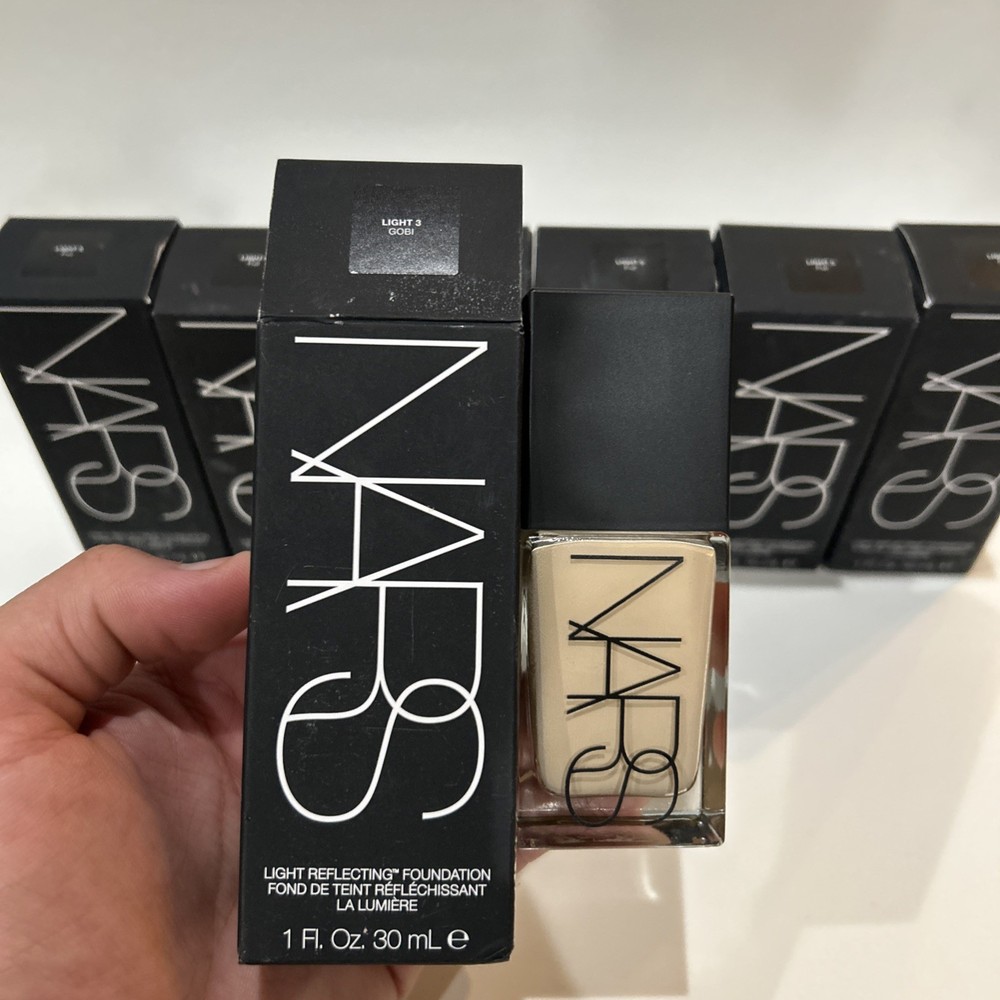 LIGHT 3
GOBI
NARS
LIGHT REFLECTING™ FOUNDATION
FOND DE TEINT RÉFLÉCHISSANT
LA LUMIÈRE
1 Fl. Oz. 30 mL ℮
NARS
NARS
NARS
NARS
NARS